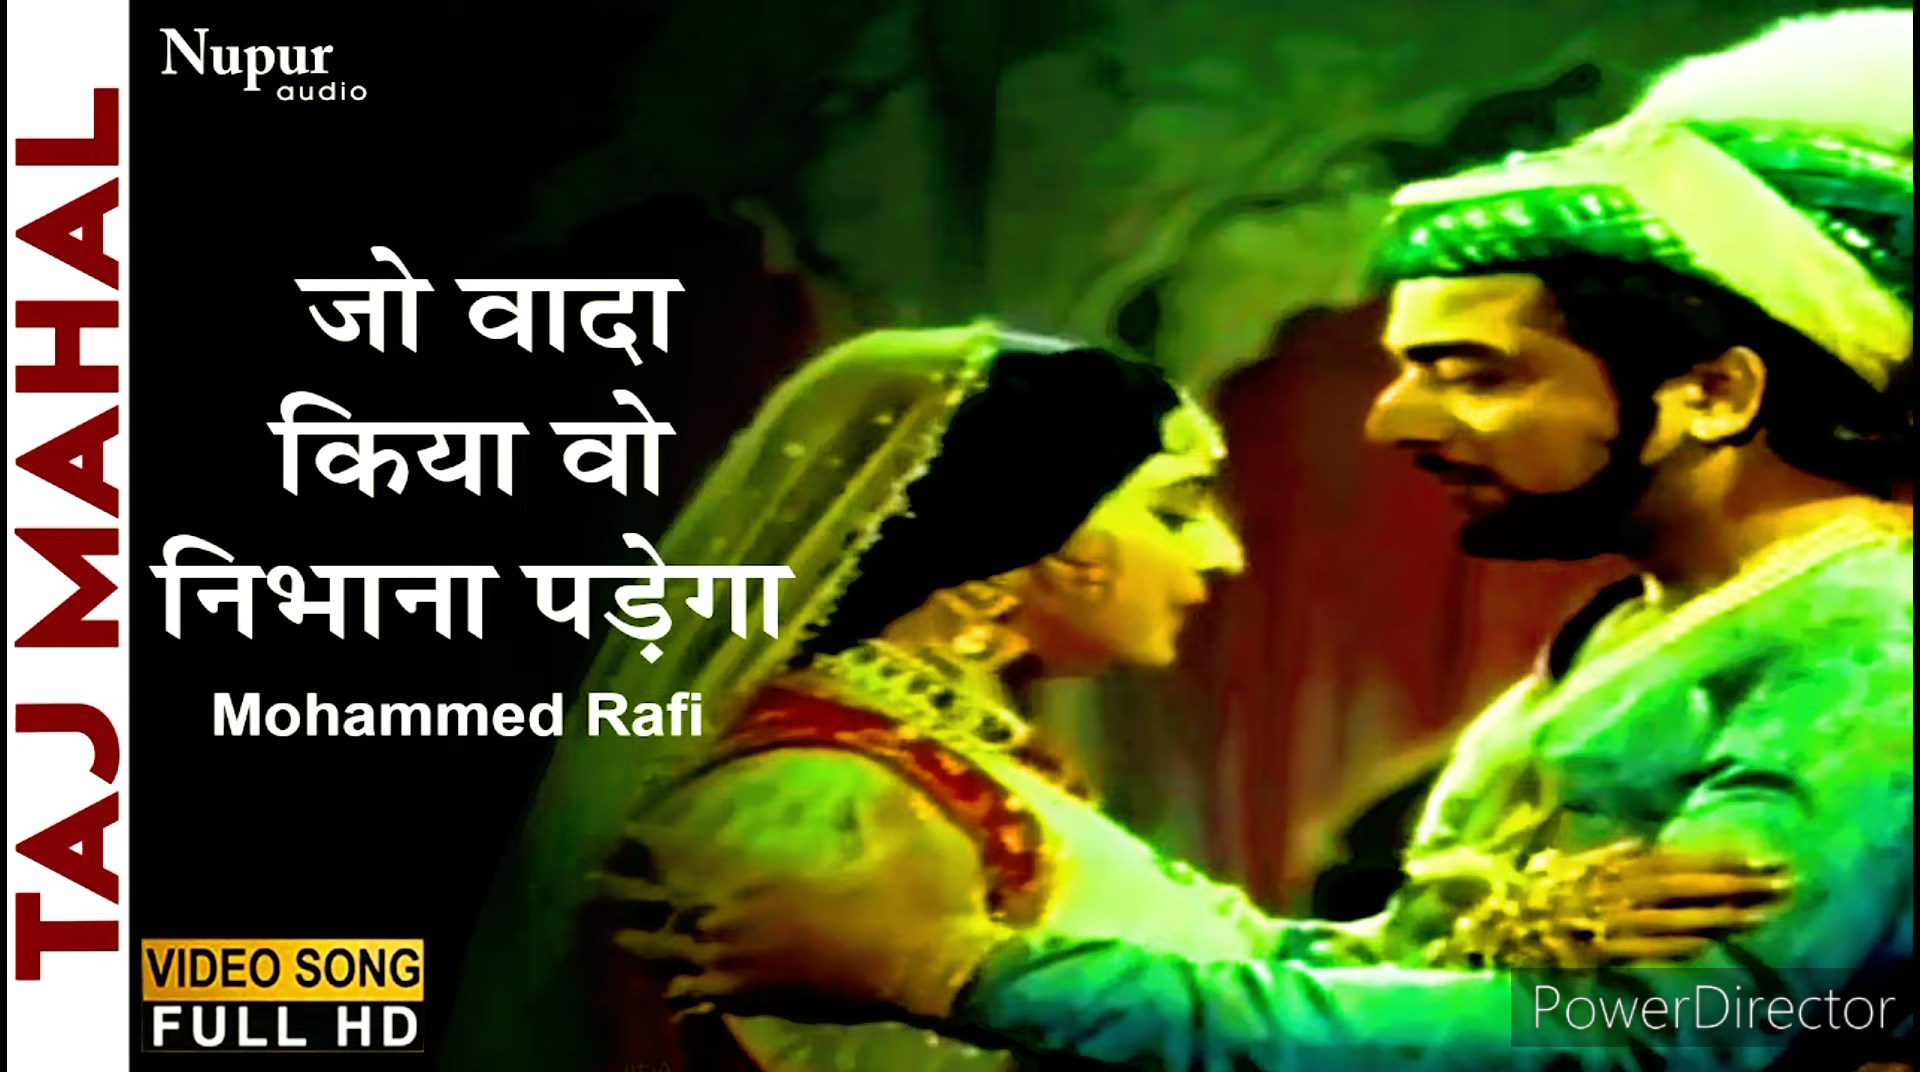 TAJ MAHAL
Nupur
audio
जो वादा
किया वो
निभाना पड़ेगा
Mohammed Rafi
VIDEO SONG
FULL HD
PowerDirector